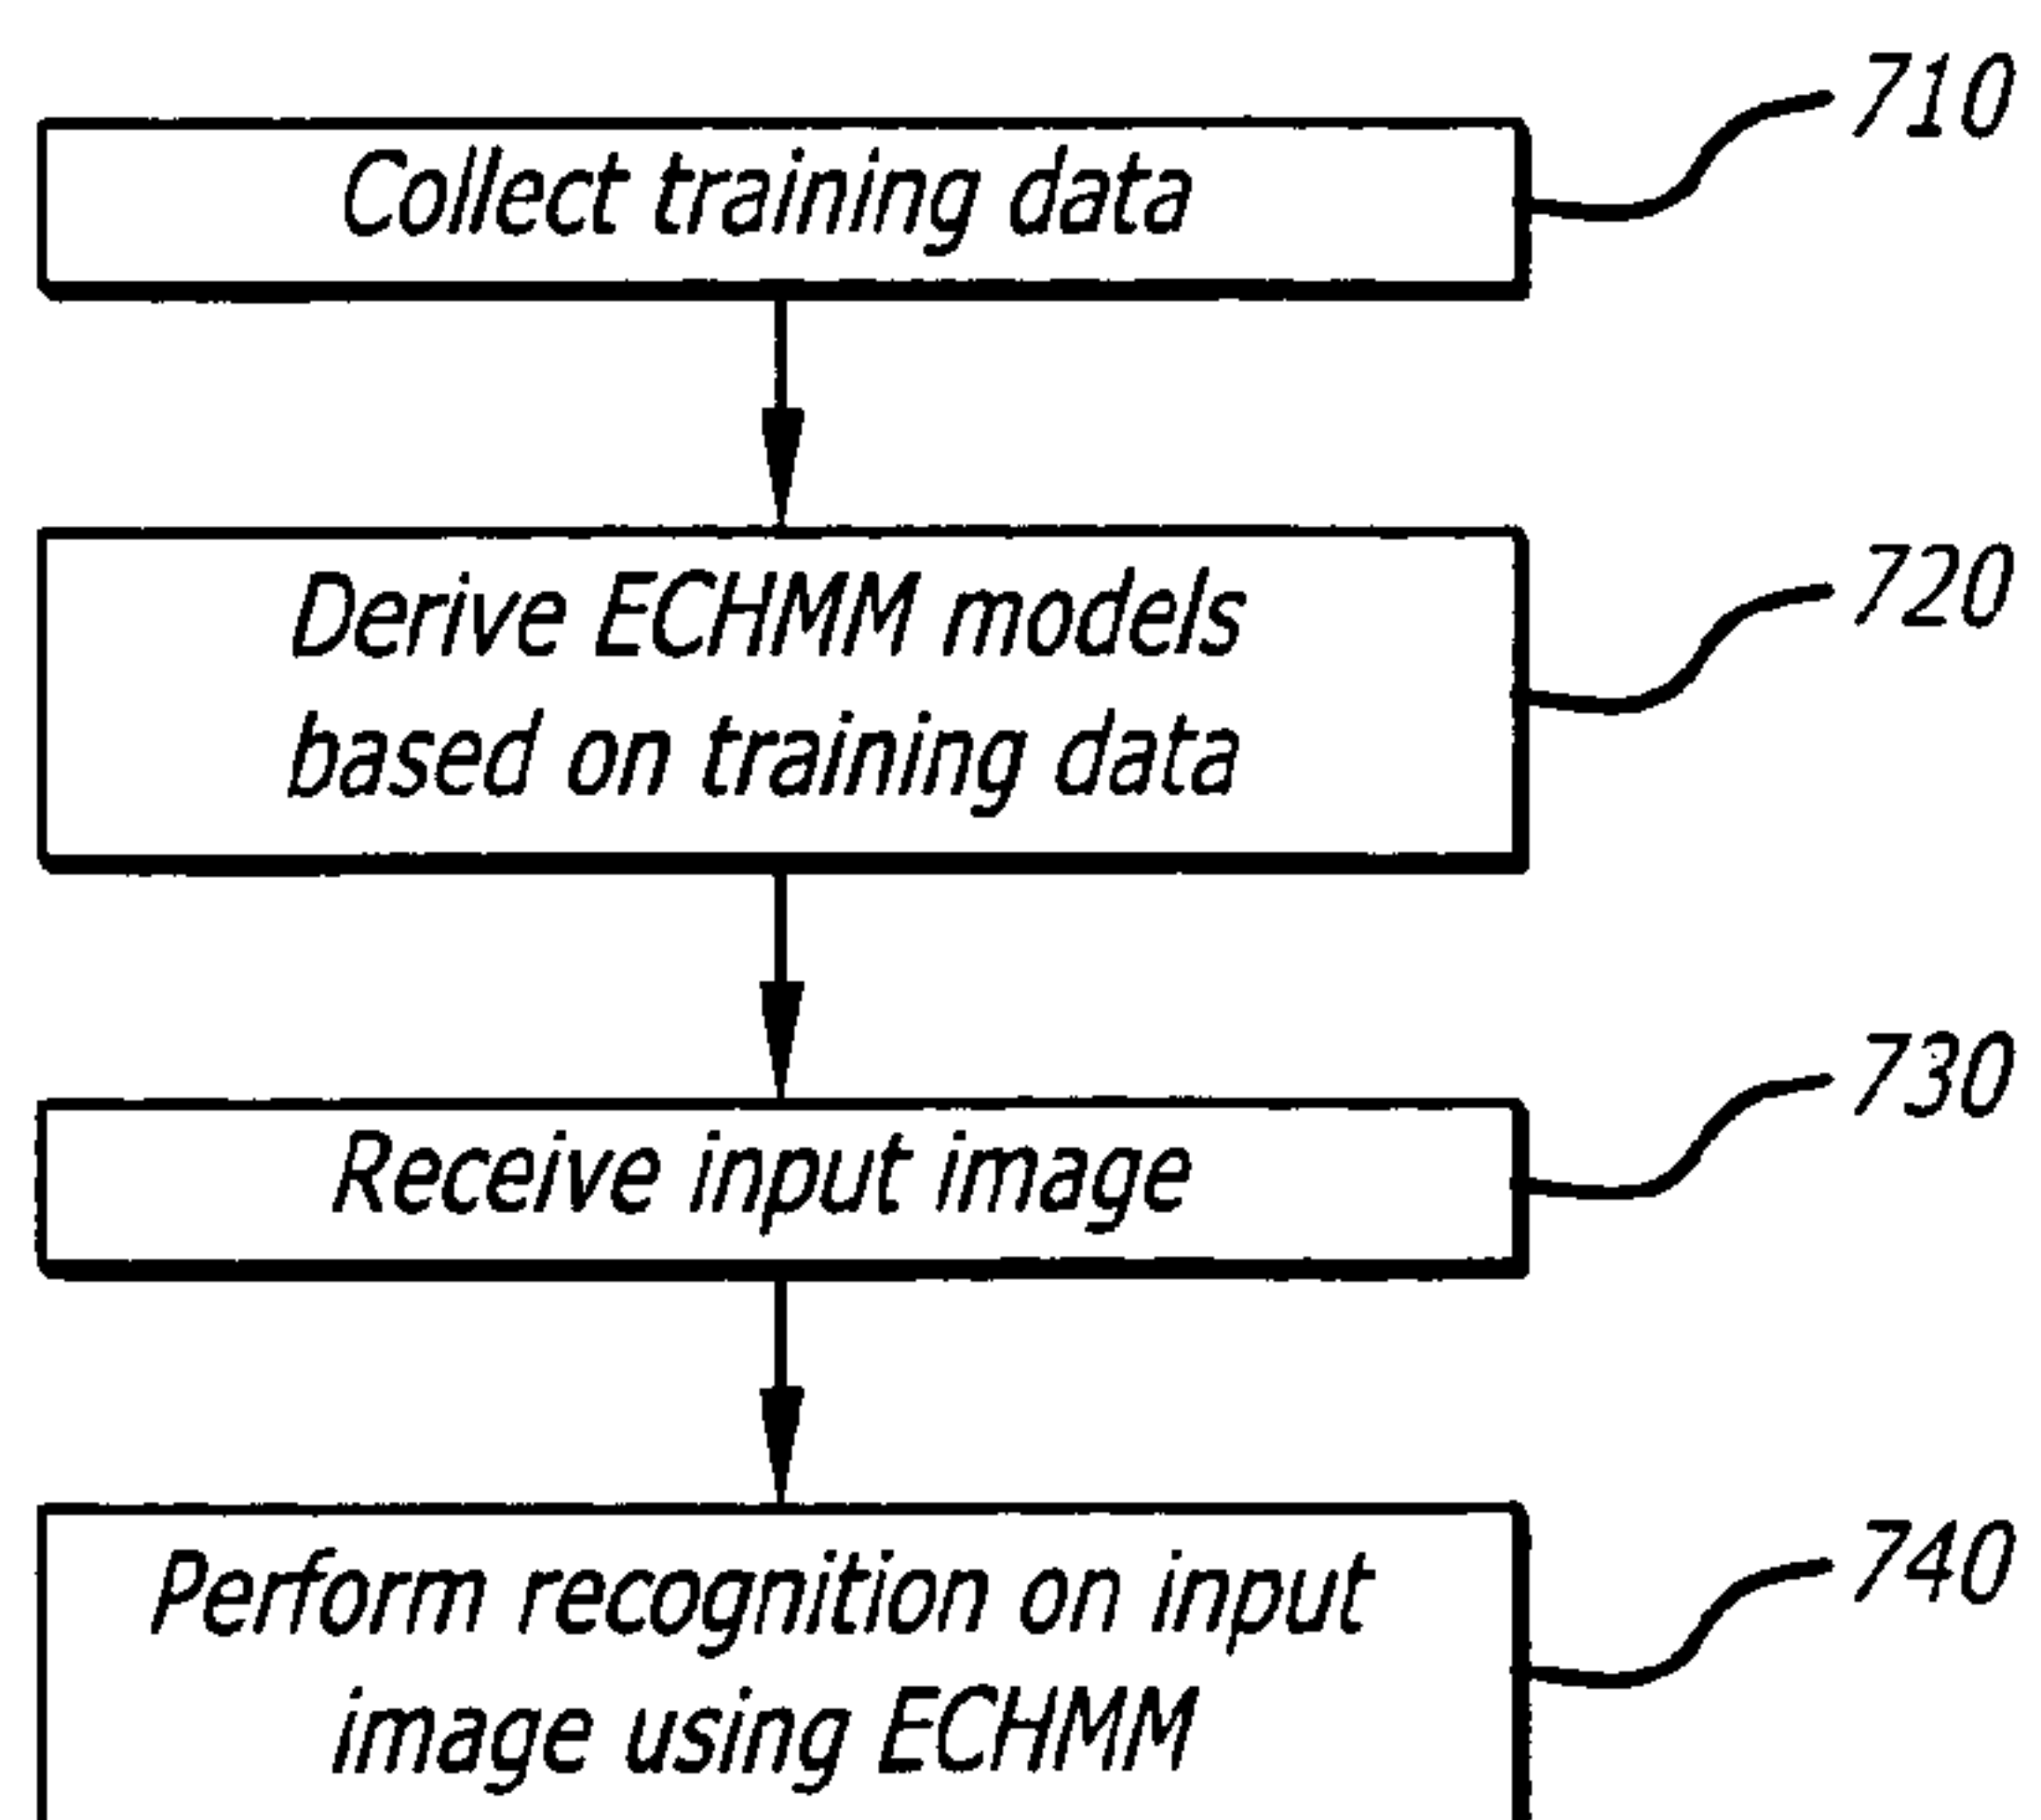 710
Collect training data
720
Derive ECHMM models
based on training data
730
Receive input image
740
Perform recognition on input
image using ECHMM